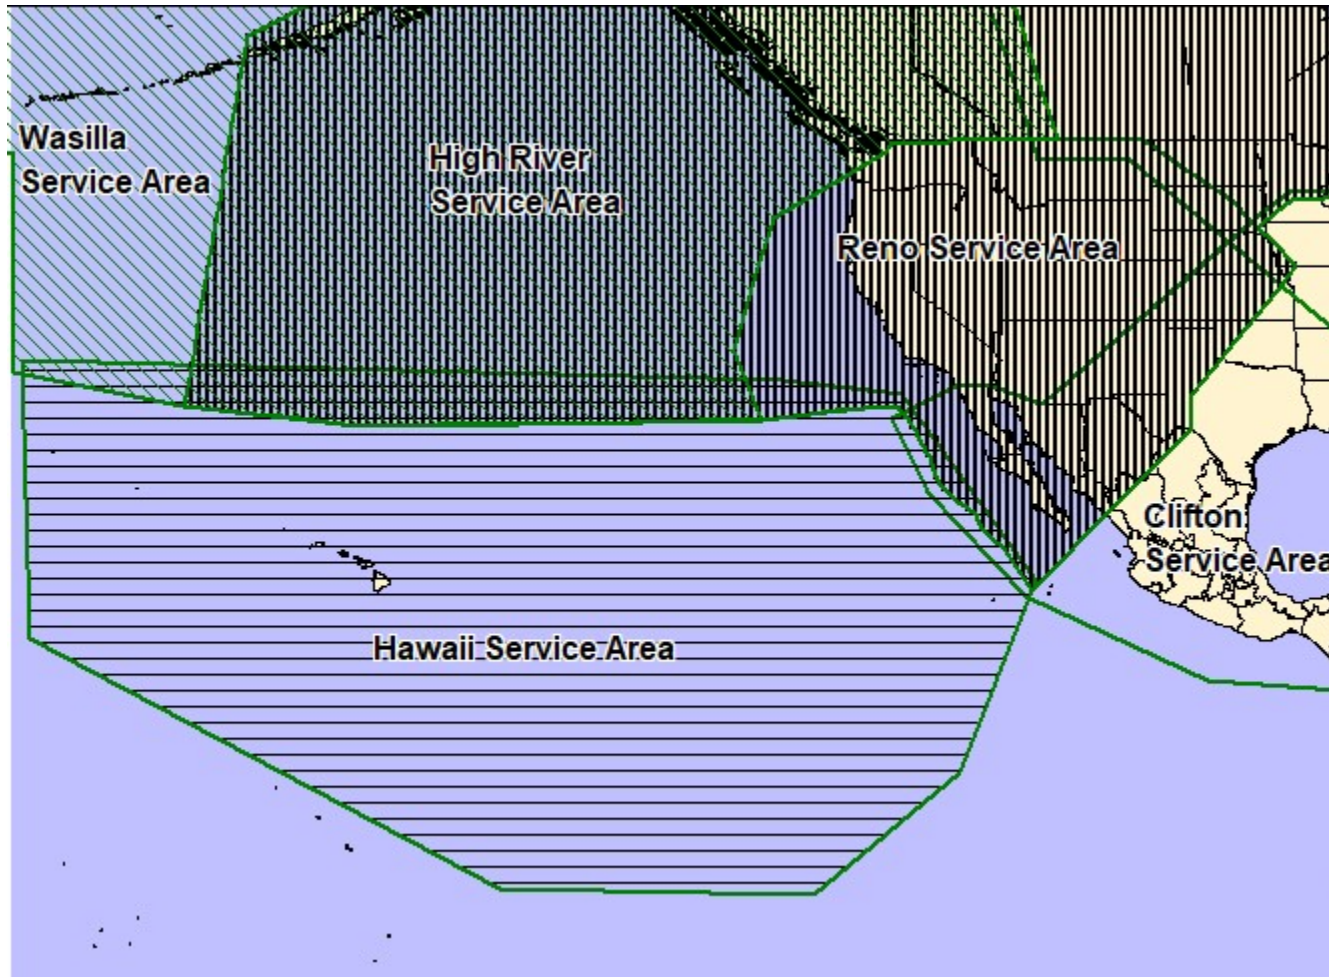 Wasilla
Service Area
High River
Service Area
Reno Service Area
Clifton
Service Area
Hawaii Service Area